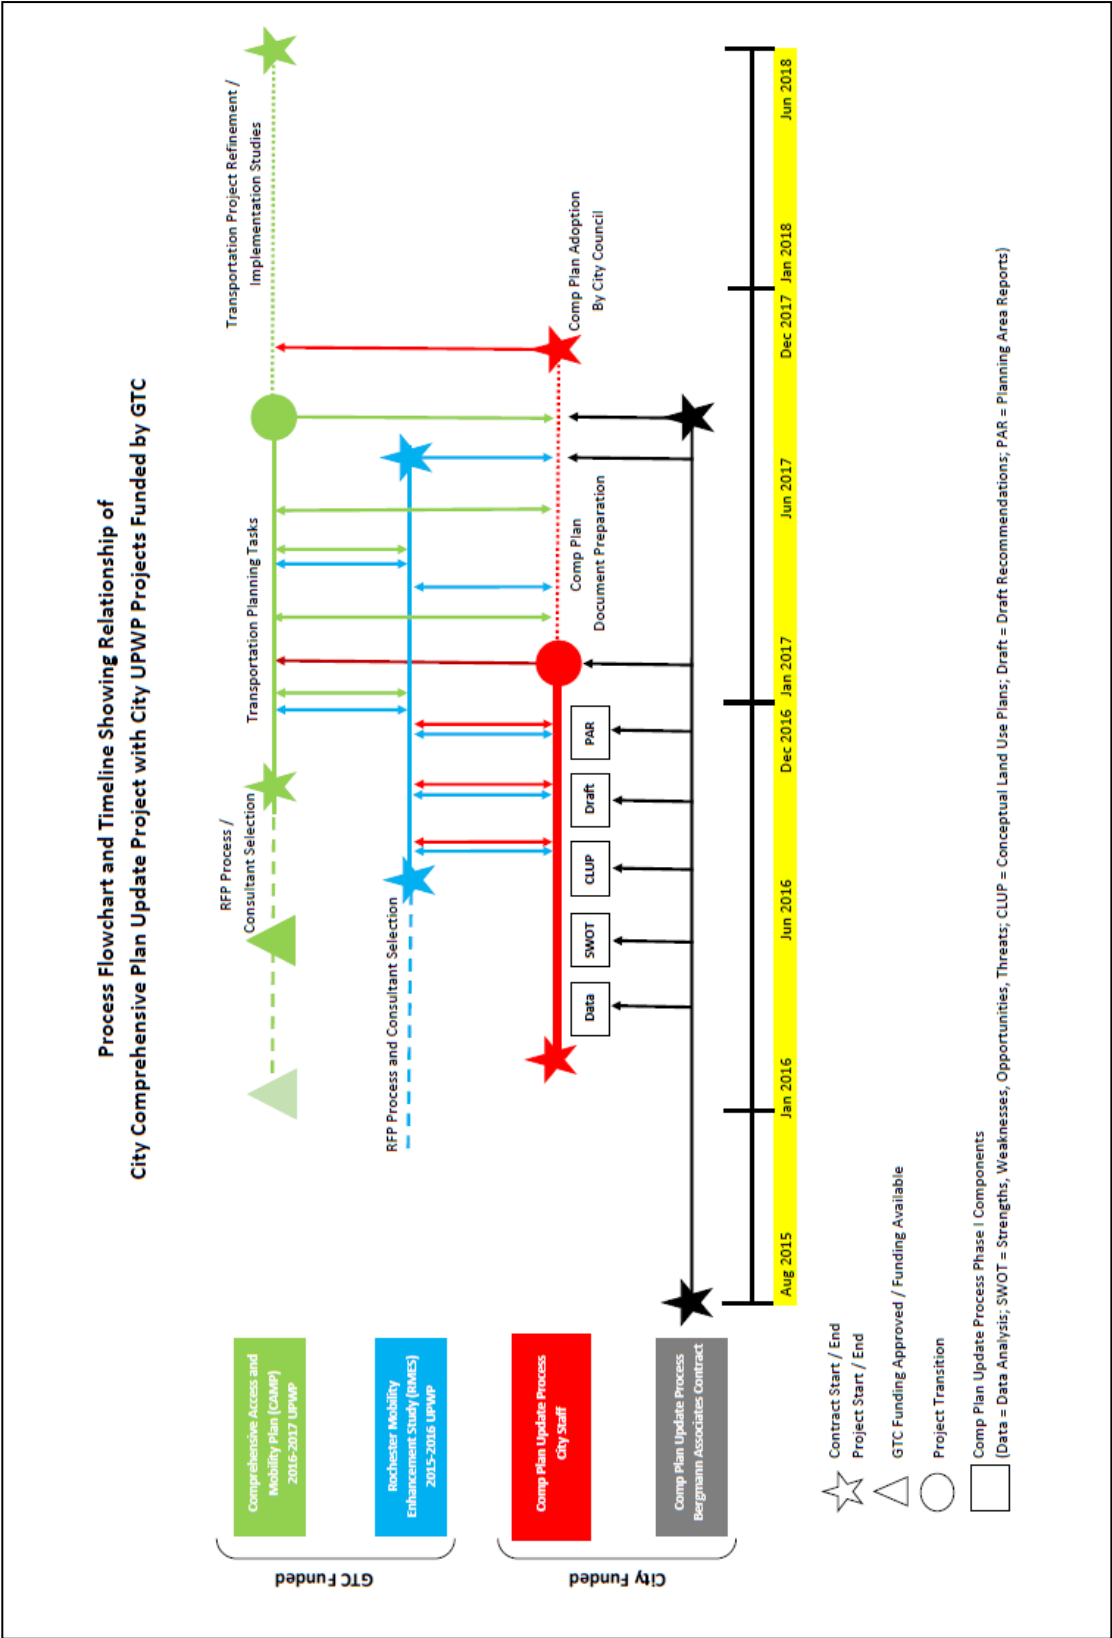 Process Flowchart and Timeline Showing Relationship of
City Comprehensive Plan Update Project with City UPWP Projects Funded by GTC
GTC Funded
Comprehensive Access and
Mobility Plan (CAMP)
2016-2017 UPWP
RFP Process /
Consultant Selection
Transportation Planning Tasks
Transportation Project Refinement /
Implementation Studies
Rochester Mobility
Enhancement Study (RMES)
2015-2016 UPWP
RFP Process and Consultant Selection
City Funded
Comp Plan Update Process
City Staff
Data
SWOT
CLUP
Draft
PAR
Comp Plan
Document Preparation
Comp Plan Adoption
By City Council
Comp Plan Update Process
Bergmann Associates Contract
Aug 2015
Jan 2016
Jun 2016
Dec 2016
Jan 2017
Jun 2017
Dec 2017
Jan 2018
Jun 2018
Contract Start / End
Project Start / End
GTC Funding Approved / Funding Available
Project Transition
Comp Plan Update Process Phase I Components
(Data = Data Analysis; SWOT = Strengths, Weaknesses, Opportunities, Threats; CLUP = Conceptual Land Use Plans; Draft = Draft Recommendations; PAR = Planning Area Reports)